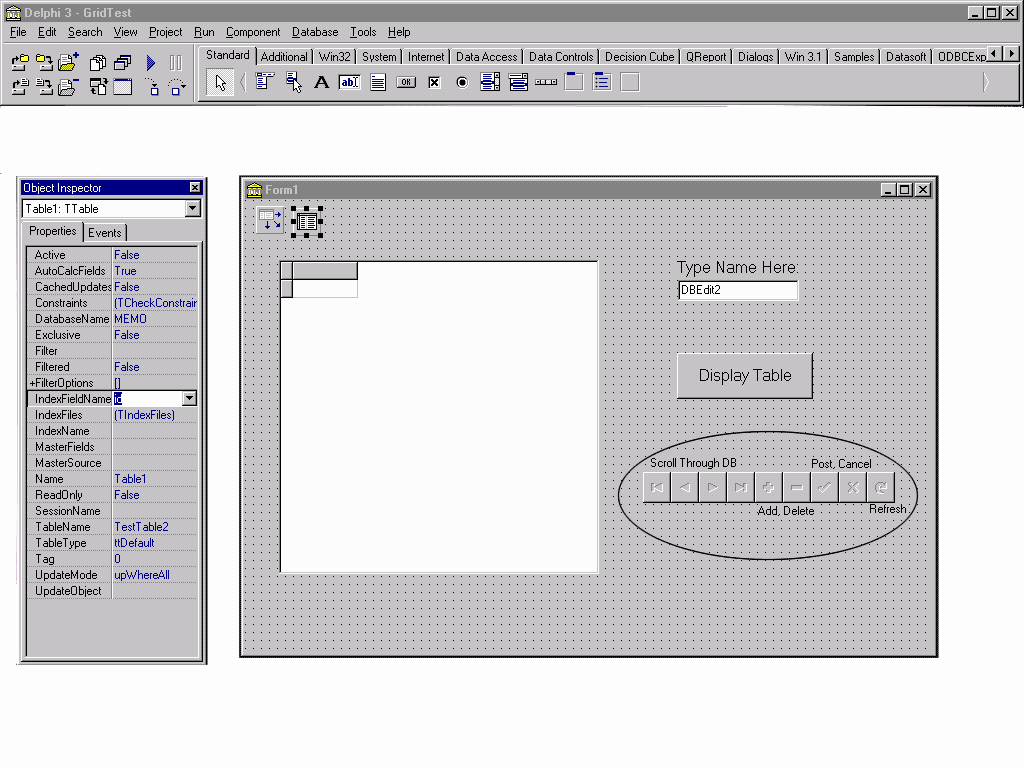 Delphi 3 - GridTest
File Edit Search View Project Run Component Database Tools Help
Standard Additional Win32 System Internet Data Access Data Controls Decision Cube QReport Dialogs Win 3.1 Samples Datasoft ODBCExp
A ab OK
Object Inspector
Table1: TTable
Properties Events
Active False
AutoCalcFields True
CachedUpdates False
Constraints (TCheckConstrain
DatabaseName MEMO
Exclusive False
Filter
Filtered False
+FilterOptions []
IndexFieldName id
IndexFiles (TIndexFiles)
IndexName
MasterFields
MasterSource
Name Table1
ReadOnly False
SessionName
TableName TestTable2
TableType ttDefault
Tag 0
UpdateMode upWhereAll
UpdateObject
Form1
Type Name Here:
DBEdit2
Display Table
Scroll Through DB
Post, Cancel
Add, Delete
Refresh